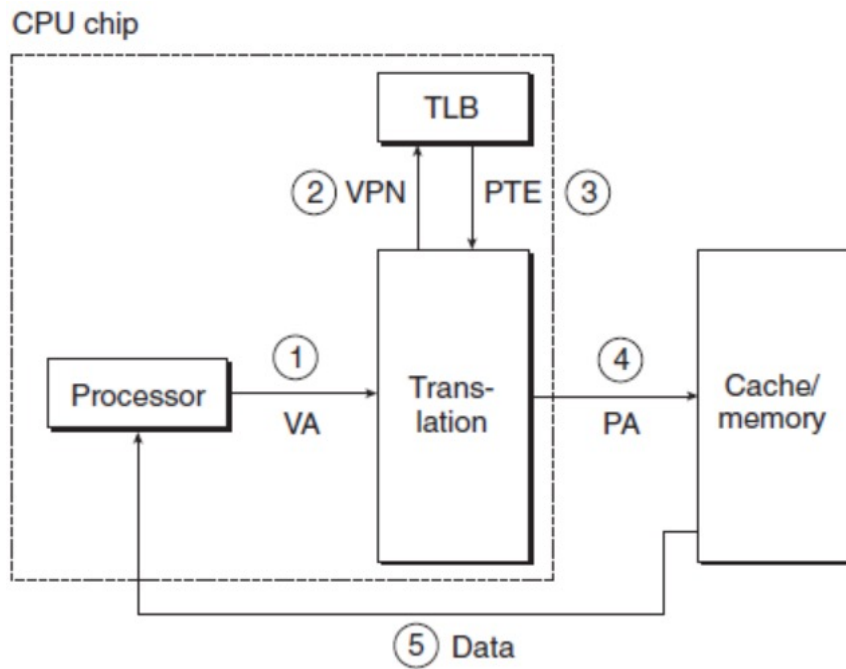 CPU chip
TLB
2 VPN
PTE 3
1
4
Processor
Trans-
lation
Cache/
memory
VA
PA
5 Data